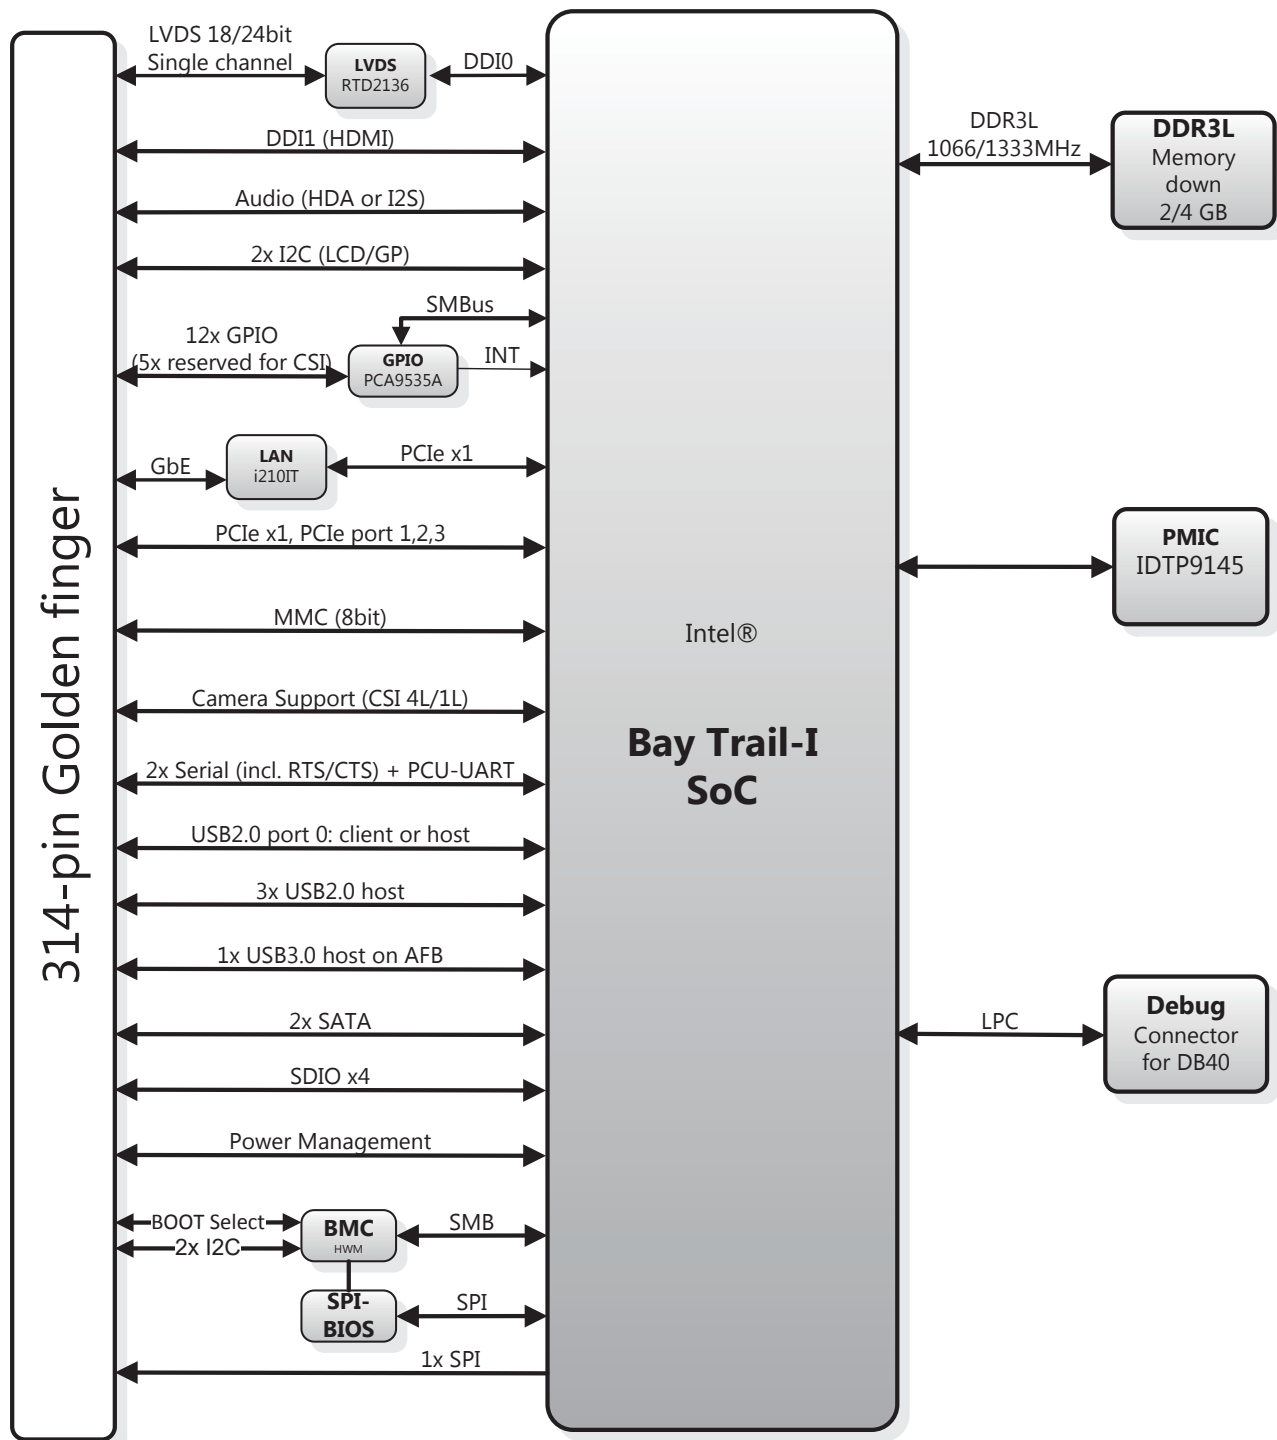 LVDS 18/24bit
Single channel
LVDS
RTD2136
DDI0
DDI1 (HDMI)
Audio (HDA or I2S)
2x I2C (LCD/GP)
SMBus
12x GPIO
(5x reserved for CSI)
GPIO
PCA9535A
INT
GbE
LAN
i210IT
PCIe x1
PCIe x1, PCIe port 1,2,3
MMC (8bit)
Camera Support (CSI 4L/1L)
2x Serial (incl. RTS/CTS) + PCU-UART
USB2.0 port 0: client or host
3x USB2.0 host
1x USB3.0 host on AFB
2x SATA
SDIO x4
Power Management
BOOT Select
2x I2C
BMC
HWM
SMB
SPI-
BIOS
SPI
1x SPI
314-pin Golden finger
Intel®
Bay Trail-I
SoC
DDR3L
1066/1333MHz
DDR3L
Memory
down
2/4 GB
PMIC
IDTP9145
LPC
Debug
Connector
for DB40